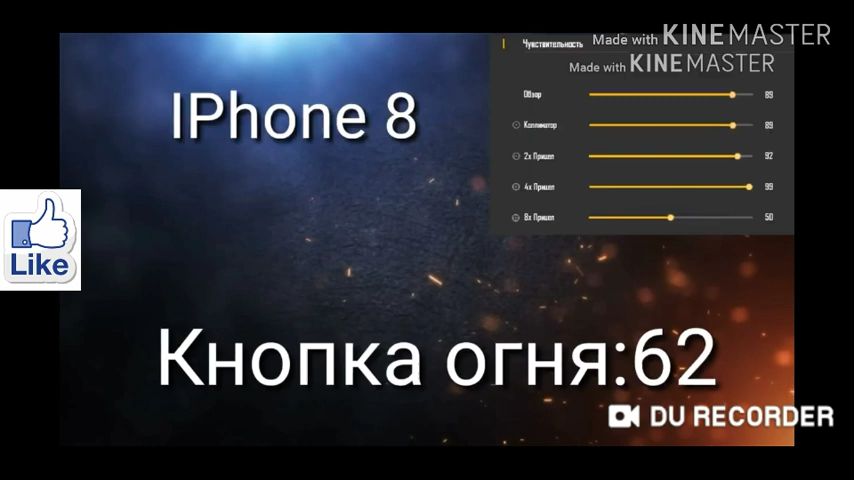 Made with KINEMASTER
Чувствительность
Made with KINEMASTER
Обзор 89
Коллиматор 89
2x Прицел 92
4x Прицел 99
8x Прицел 50
IPhone 8
Like
Кнопка огня:62
DU RECORDER